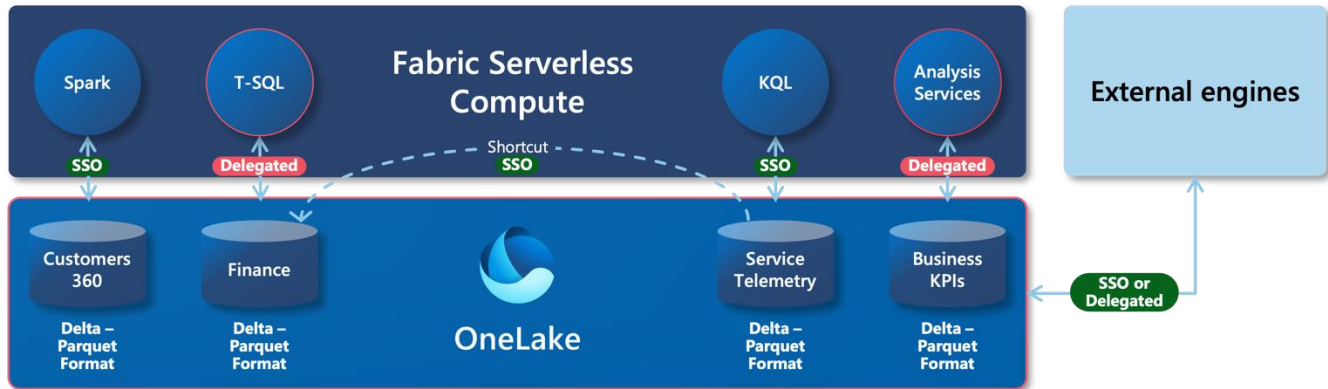 Spark
T-SQL
Fabric Serverless
Compute
KQL
Analysis
Services
External engines
SSO
Delegated
Shortcut
SSO
SSO
Delegated
Customers
360
Finance
Service
Telemetry
Business
KPIs
SSO or
Delegated
OneLake
Delta –
Parquet
Format
Delta –
Parquet
Format
Delta –
Parquet
Format
Delta –
Parquet
Format